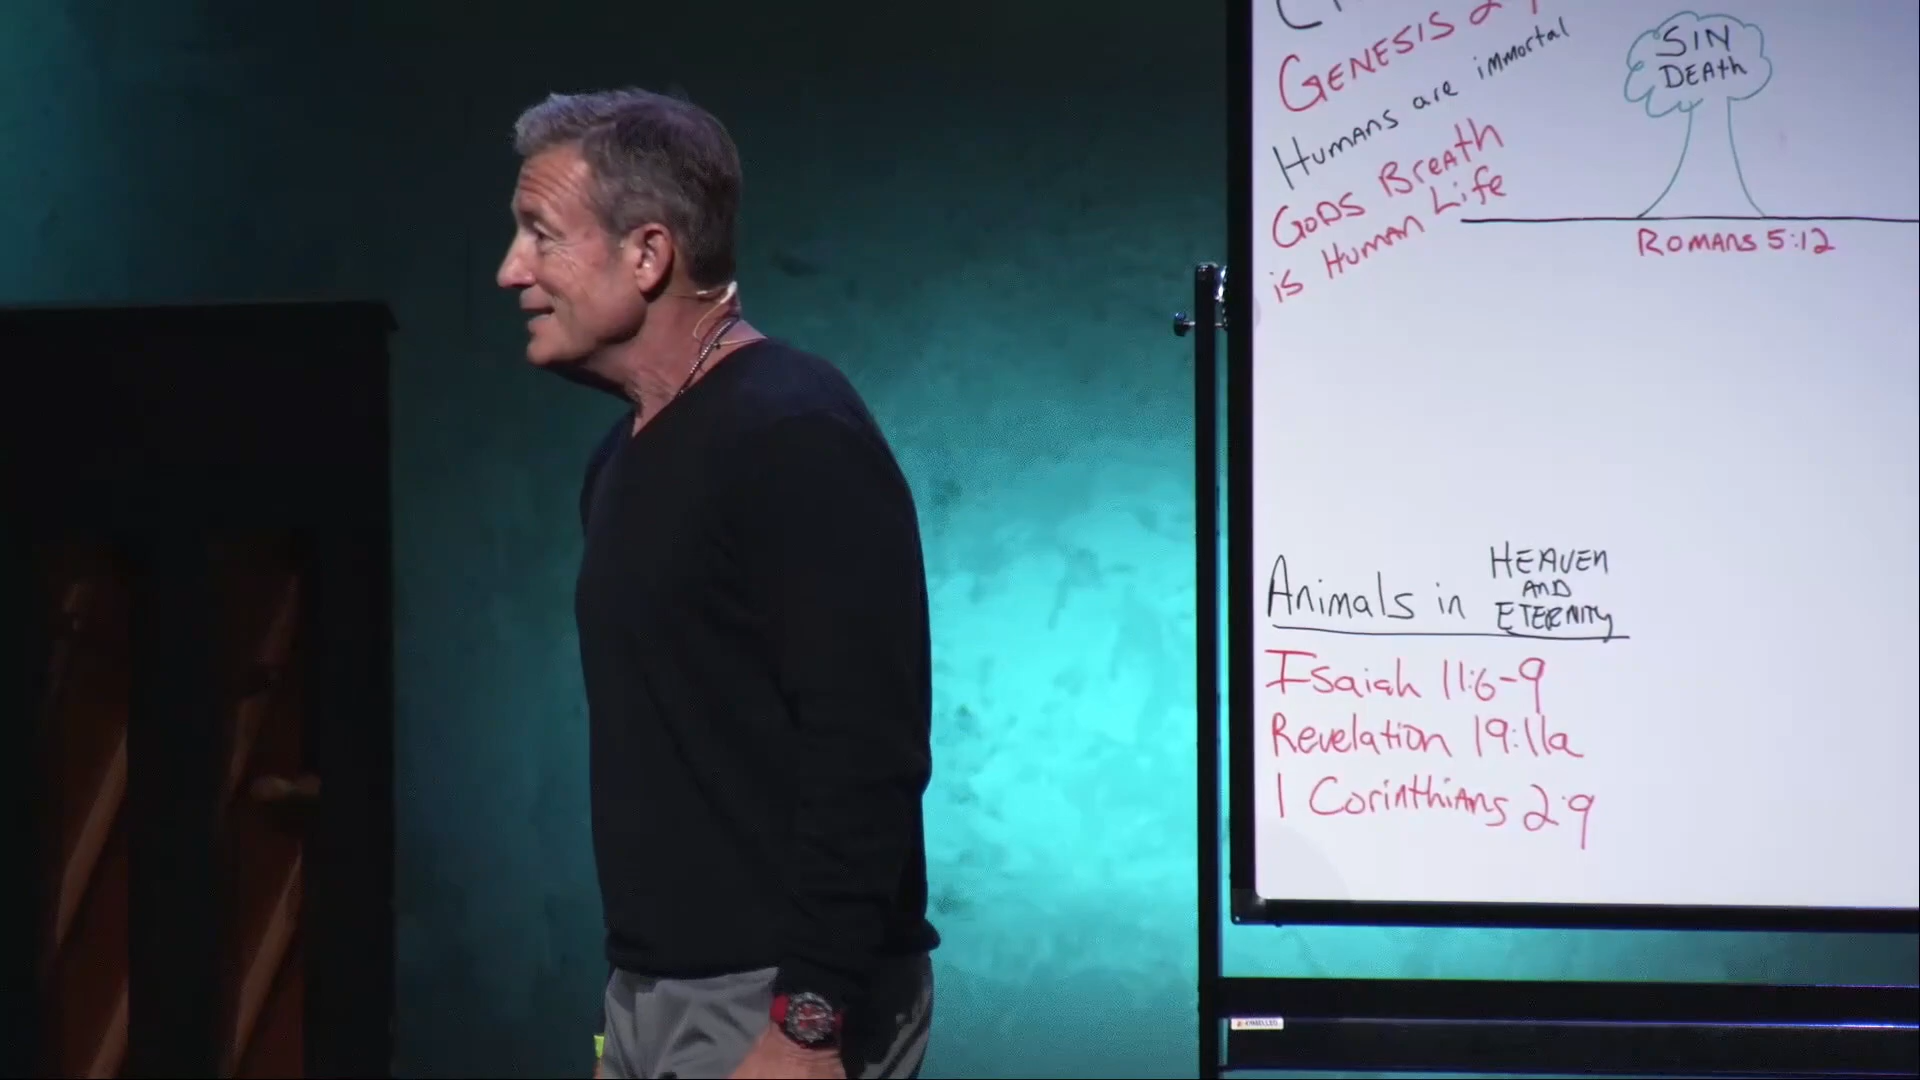 GENESIS 2
Humans are immortal
GODS BreATh
is Human Life
SIN
DEATh
ROMANS 5:12
Animals in HEAVEN
AND
ETERNITY
Isaiah 11:6-9
Revelation 19:11a
1 CorinthiAns 2:9